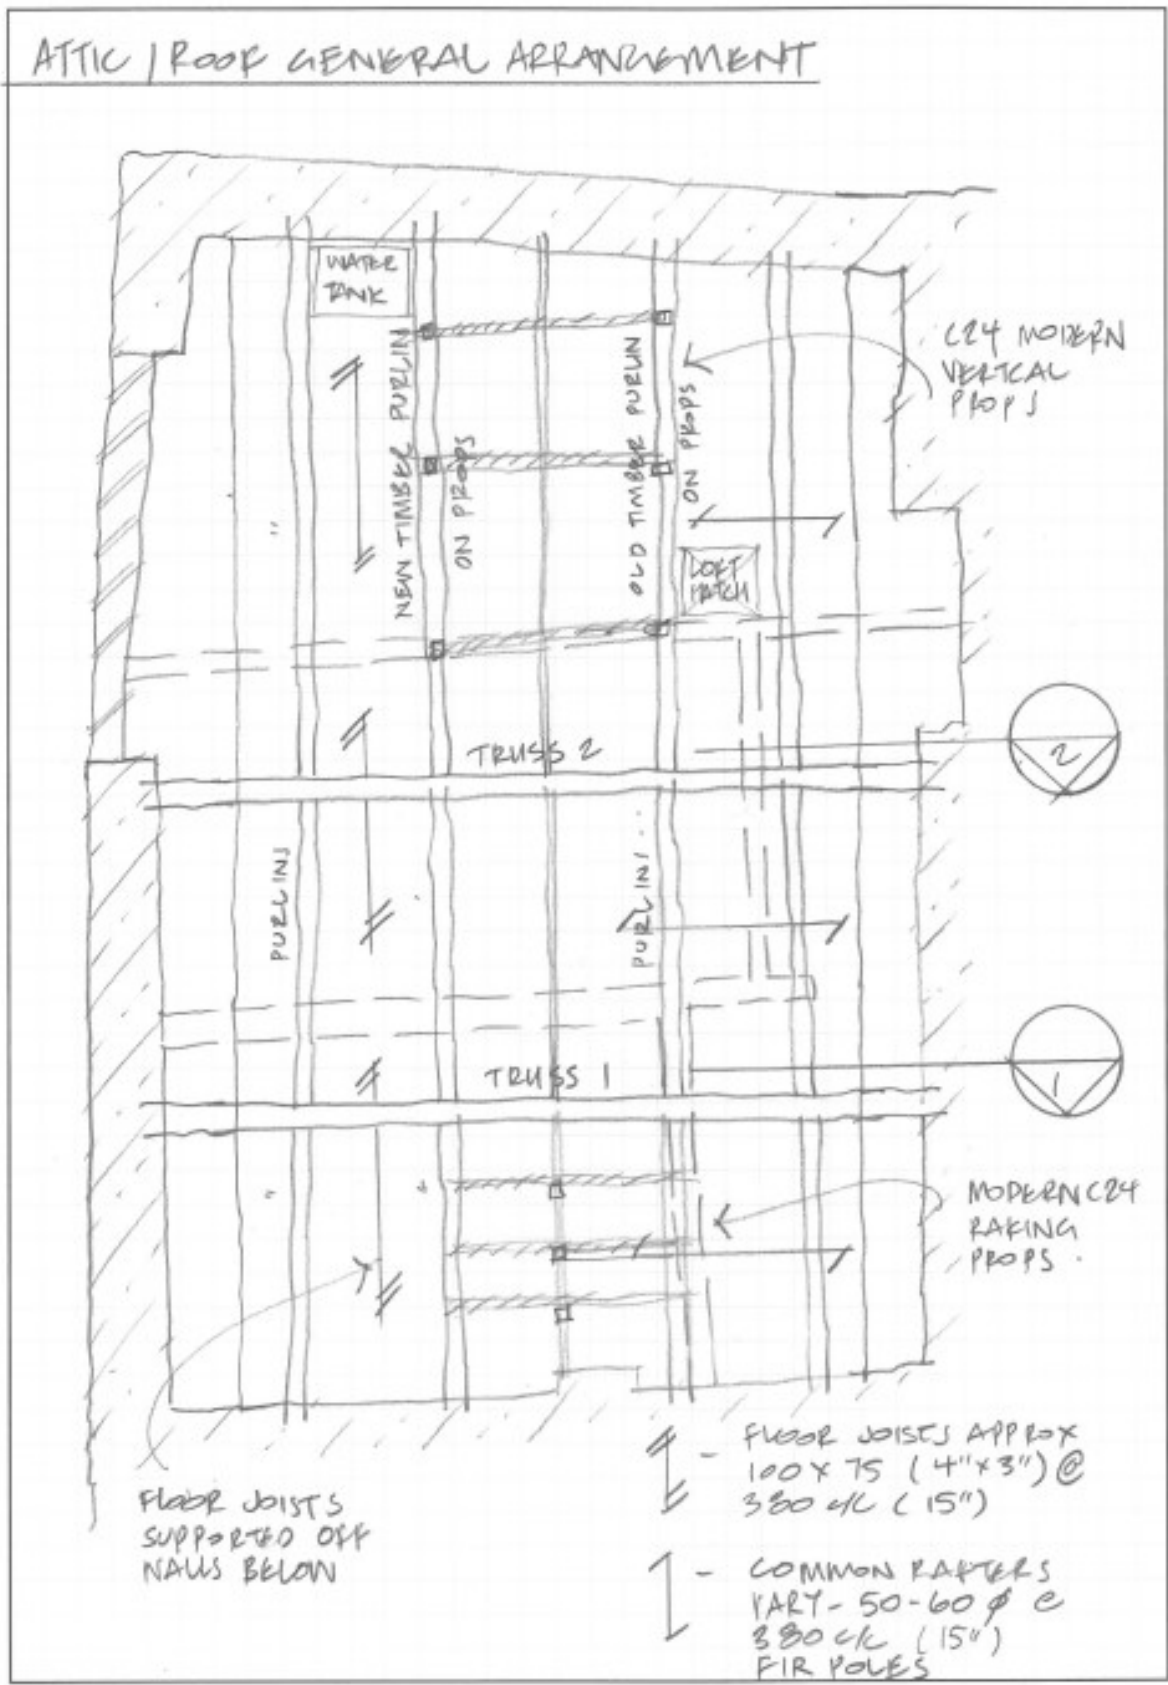 ATTIC / ROOF GENERAL ARRANGEMENT
WATER
TANK
NEW TIMBER PURLIN
ON PROPS
OLD TIMBER PURLIN
ON PROPS
C24 MODERN
VERTICAL
PROPS
LOFT
HATCH
TRUSS 2
2
PURLINS
PURLINS
TRUSS 1
1
MODERN C24
RAKING
PROPS.
FLOOR JOISTS
SUPPORTED OFF
WALLS BELOW
- FLOOR JOISTS APPROX
100 X 75 (4" X 3") @
380 c/c (15")
- COMMON RAFTERS
VARY - 50-60 ϕ @
380 c/c (15")
FIR POLES